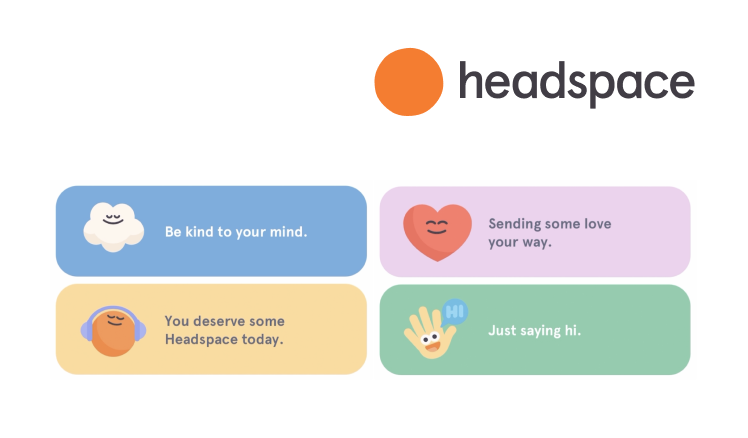 headspace
Be kind to your mind.
Sending some love
your way.
You deserve some
Headspace today.
HI
Just saying hi.